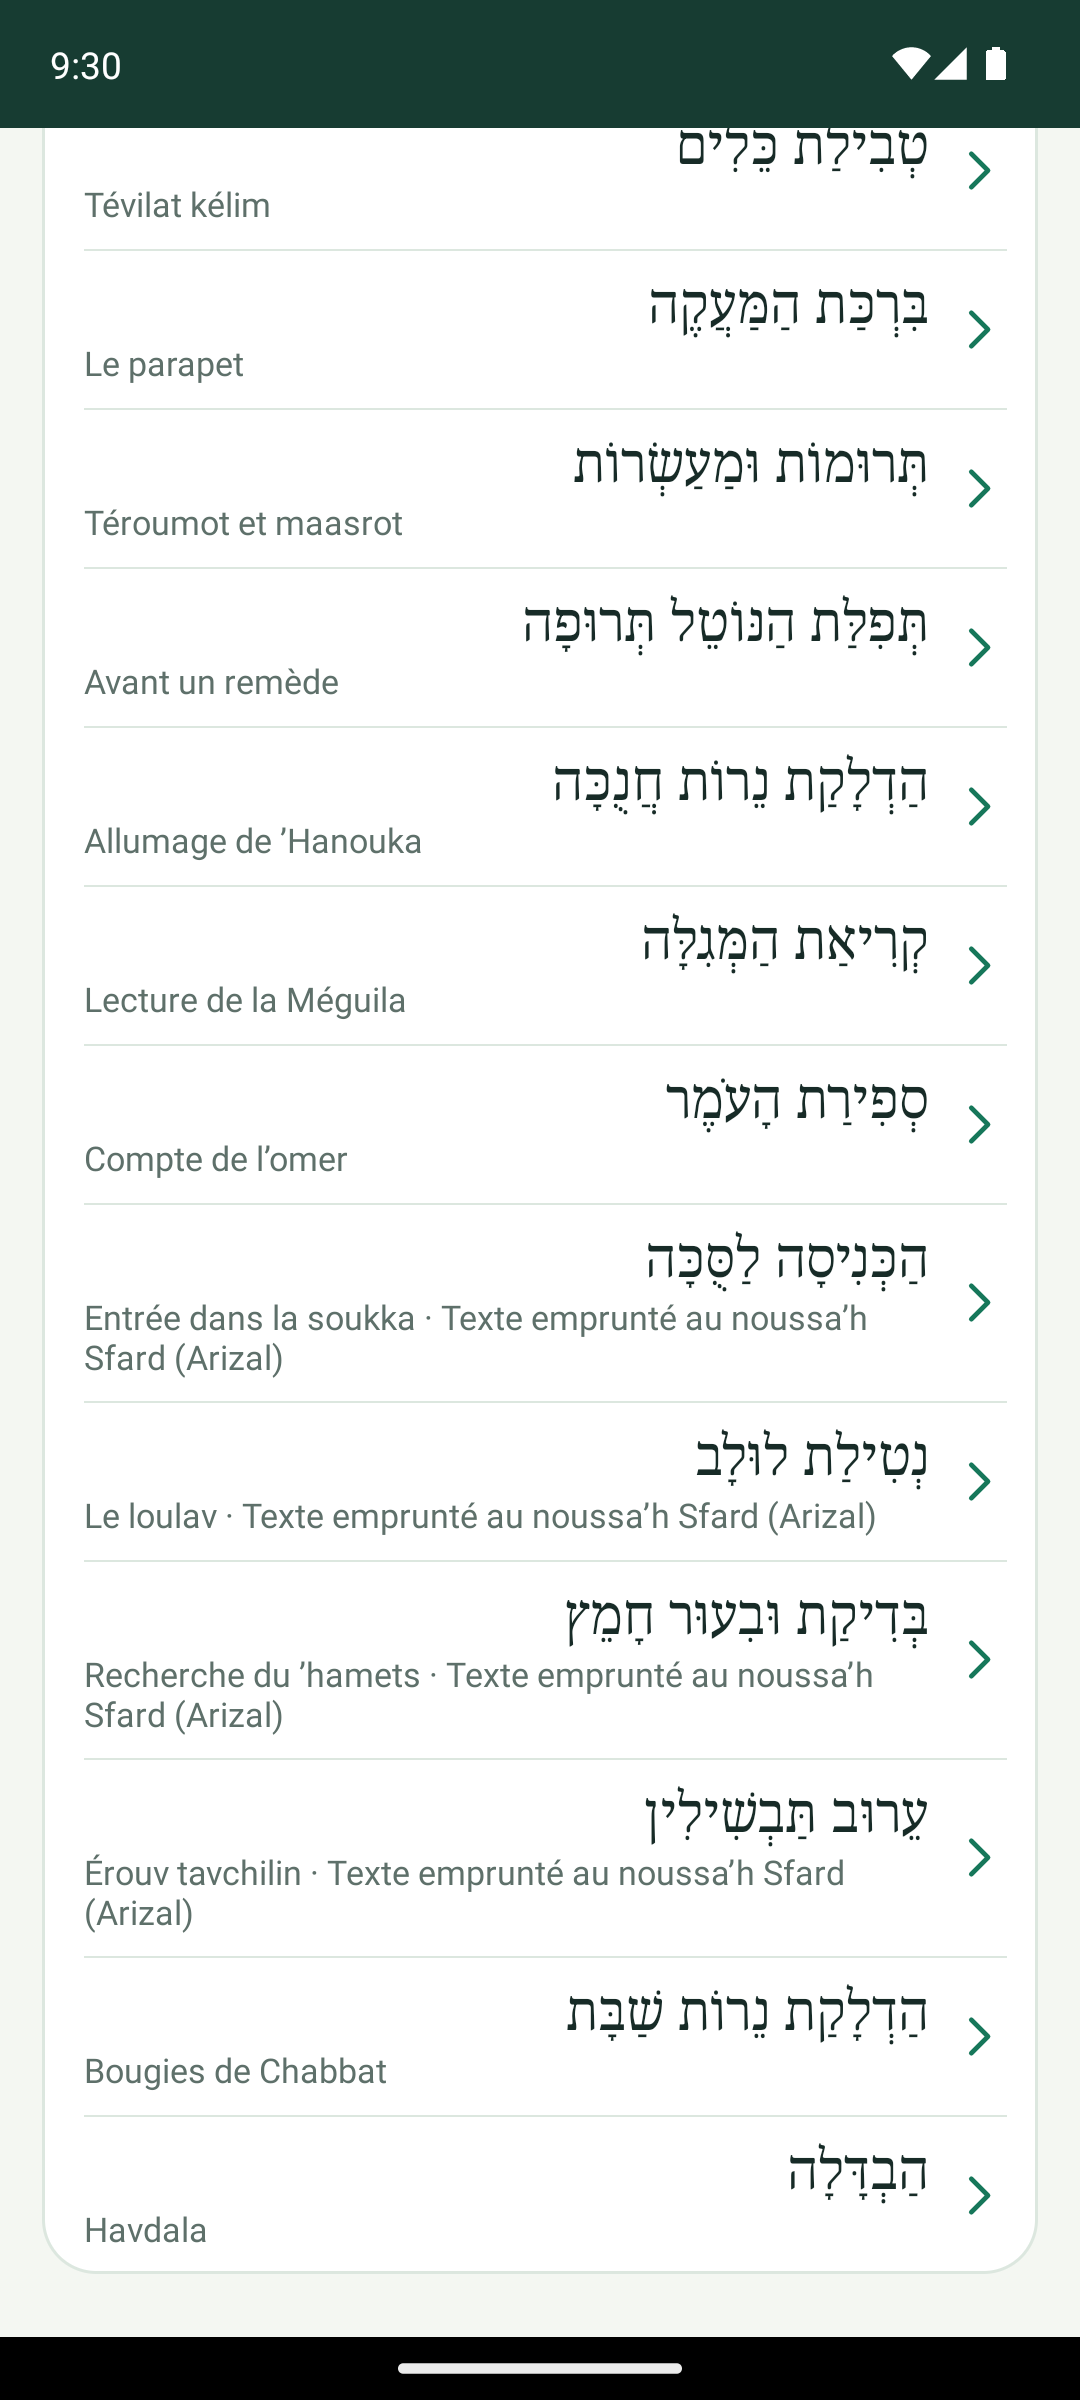 9:30
טְבִילַת כֵּלִים
Tévilat kélim
בִּרְכַּת הַמַּעֲקֶה
Le parapet
תְּרוּמוֹת וּמַעַשְׂרוֹת
Téroumot et maasrot
תְּפִלַּת הַנּוֹטֵל תְּרוּפָה
Avant un remède
הַדְלָקַת נֵרוֹת חֲנֻכָּה
Allumage de ’Hanouka
קְרִיאַת הַמְּגִלָּה
Lecture de la Méguila
סְפִירַת הָעֹמֶר
Compte de l’omer
הַכְּנִיסָה לַסֻּכָּה
Entrée dans la soukka · Texte emprunté au noussa’h
Sfard (Arizal)
נְטִילַת לוּלָב
Le loulav · Texte emprunté au noussa’h Sfard (Arizal)
בְּדִיקַת וּבִעוּר חָמֵץ
Recherche du ’hamets · Texte emprunté au noussa’h
Sfard (Arizal)
עֵרוּב תַּבְשִׁילִין
Érouv tavchilin · Texte emprunté au noussa’h Sfard
(Arizal)
הַדְלָקַת נֵרוֹת שַׁבָּת
Bougies de Chabbat
הַבְדָּלָה
Havdala